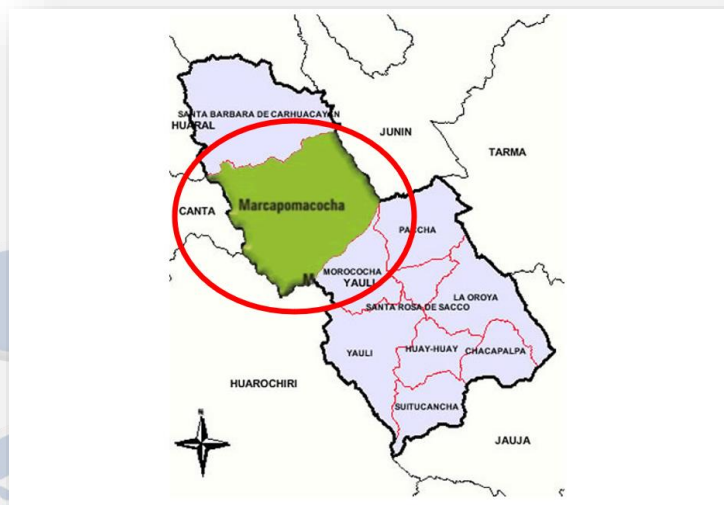 SANTA BARBARA DE CARHUACAYAN
HUARAL
JUNIN
TARMA
CANTA
Marcapomacocha
PACCHA
MOROCOCHA
YAULI
LA OROYA
SANTA ROSA DE SACCO
YAULI
HUAY-HUAY
CHACAPALPA
HUAROCHIRI
SUITUCANCHA
N
JAUJA